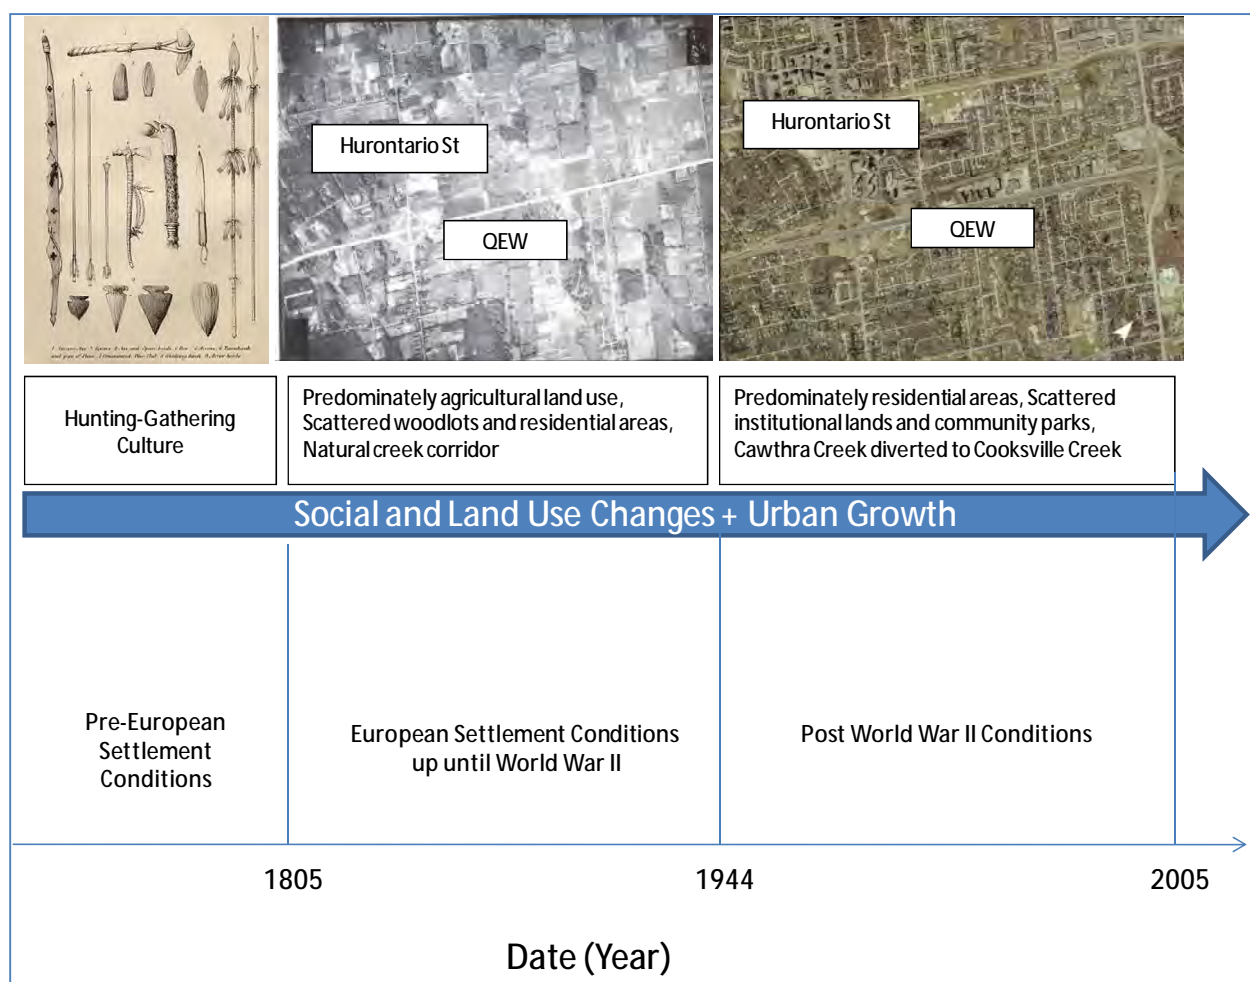 Hurontario St
QEW
Hurontario St
QEW
Hunting-Gathering
Culture
Predominately agricultural land use,
Scattered woodlots and residential areas,
Natural creek corridor
Predominately residential areas, Scattered
institutional lands and community parks,
Cawthra Creek diverted to Cooksville Creek
Social and Land Use Changes + Urban Growth
Pre-European
Settlement
Conditions
European Settlement Conditions
up until World War II
Post World War II Conditions
1805
1944
2005
Date (Year)